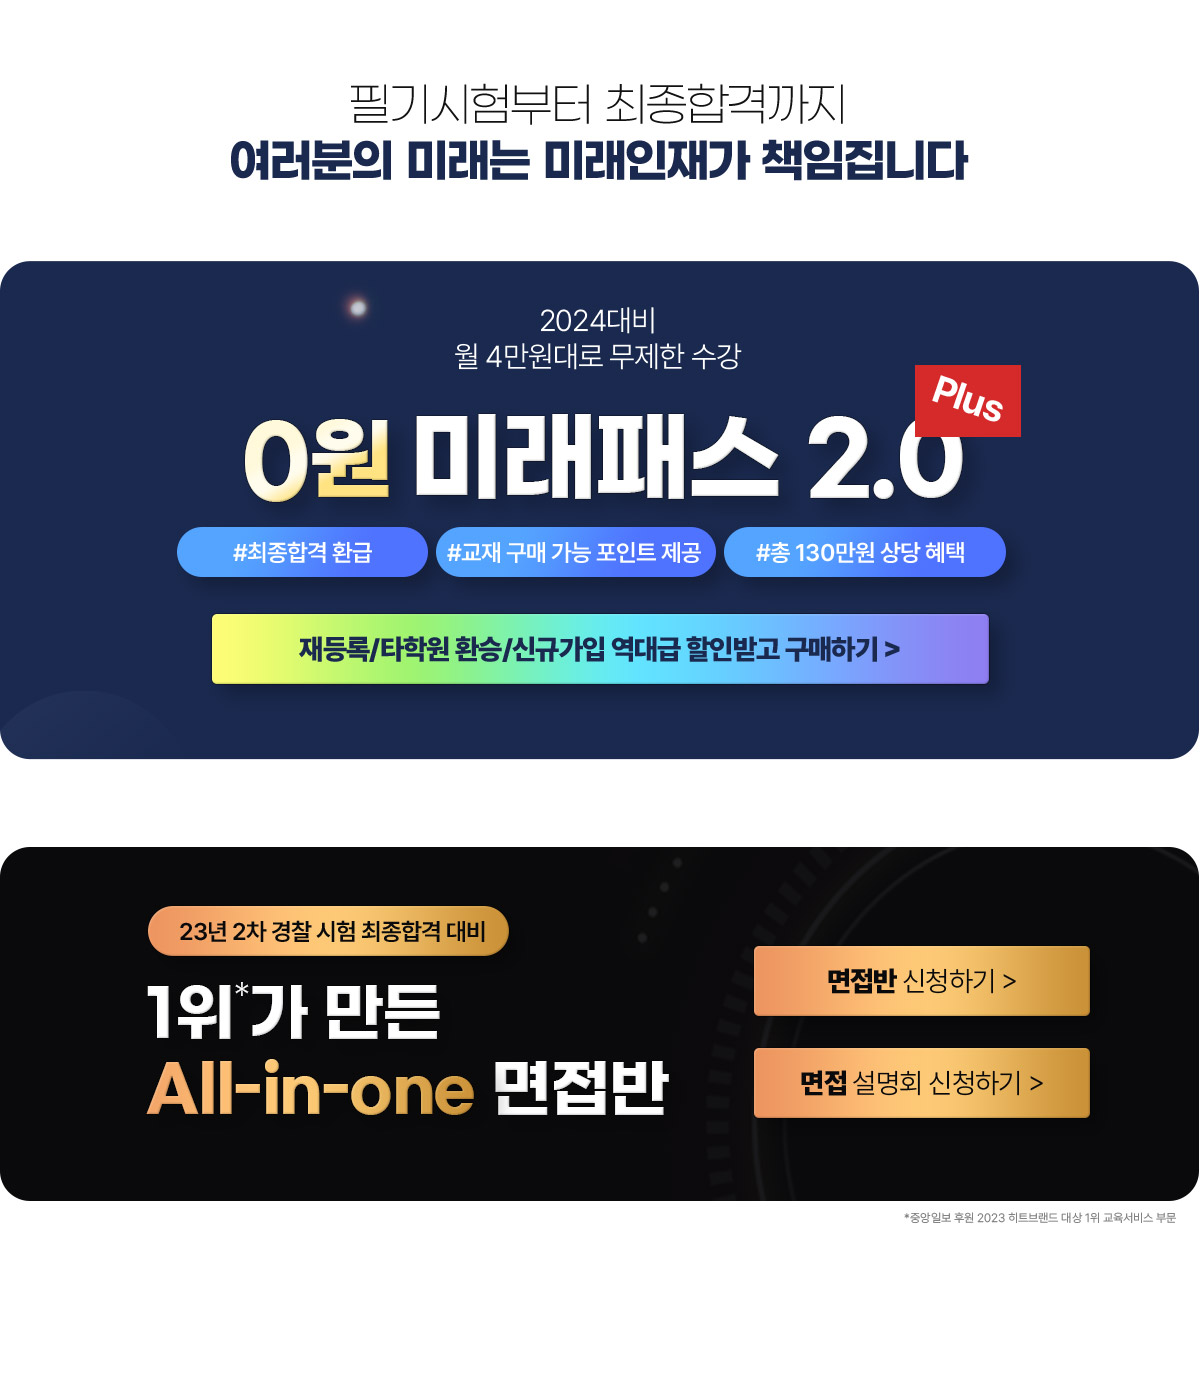 필기시험부터 최종합격까지
여러분의 미래는 미래인재가 책임집니다
2024대비
월 4만원대로 무제한 수강
Plus
0원 미래패스 2.0
#최종합격 환급
#교재 구매 가능 포인트 제공
#총 130만원 상당 혜택
재등록/타학원 환승/신규가입 역대급 할인받고 구매하기 >
23년 2차 경찰 시험 최종합격 대비
1위*가 만든
All-in-one 면접반
면접반 신청하기 >
면접 설명회 신청하기 >
*중앙일보 후원 2023 히트브랜드 대상 1위 교육서비스 부문